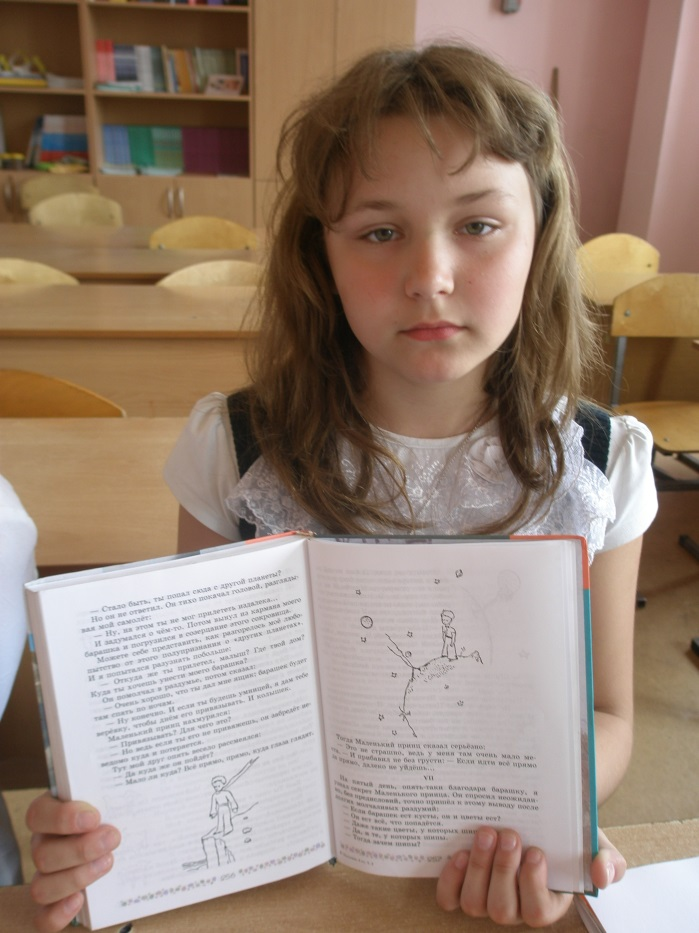 — Стало быть, ты попал сюда с другой планеты?
Но он не ответил. Он тихо покачал головой, разгляды-
вая мой самолёт:
— Ну, на этом ты не мог прилететь издалека...
И задумался о чём-то. Потом вынул из кармана моего
барашка и погрузился в созерцание этого сокровища.
Можете себе представить, как разгорелось моё любо-
пытство от этого полупризнания о «других планетах».
И я попытался разузнать побольше:
— Откуда же ты прилетел, малыш? Где твой дом?
Куда ты хочешь унести моего барашка?
Он помолчал в раздумье, потом сказал:
— Очень хорошо, что ты дал мне ящик: барашек будет
там спать по ночам.
— Ну конечно. И если ты будешь умницей, я дам тебе
верёвку, чтобы днём его привязывать. И колышек.
Маленький принц нахмурился:
— Привязывать? Для чего это?
— Но ведь если ты его не привяжешь, он забредёт не-
ведомо куда и потеряется.
Тут мой друг опять весело рассмеялся:
— Да куда же он пойдёт?
— Мало ли куда? Всё прямо, прямо, куда глаза глядят.
Тогда Маленький принц сказал серьёзно:
— Это не страшно, ведь у меня там очень мало ме-
ста. — И прибавил не без грусти: — Если идти всё прямо
да прямо, далеко не уйдёшь...
VII
На пятый день, опять-таки благодаря барашку, я
узнал секрет Маленького принца. Он спросил неожидан-
но, без предисловий, точно пришёл к этому выводу после
долгих молчаливых раздумий:
— Если барашек ест кусты, он и цветы ест?
— Он ест всё, что попадётся.
— Даже такие цветы, у которых шипы?
— Да, и те, у которых шипы.
— Тогда зачем шипы?